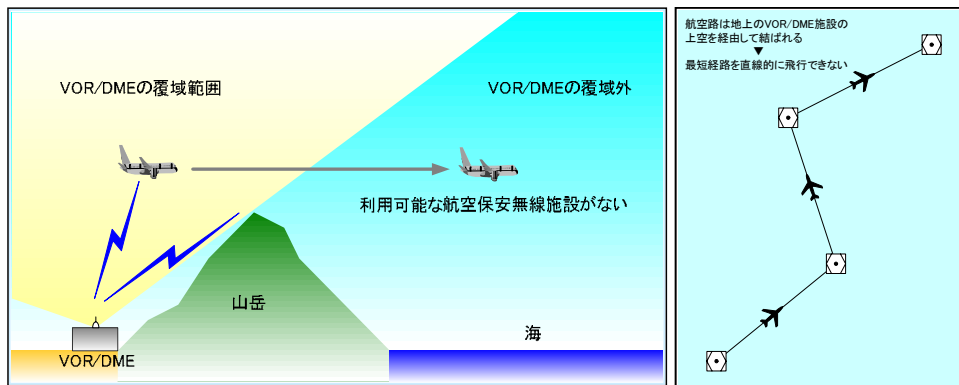 VOR/DMEの覆域範囲
VOR/DMEの覆域外
利用可能な航空保安無線施設がない
山岳
海
VOR/DME
航空路は地上のVOR/DME施設の
上空を経由して結ばれる
▼
最短経路を直線的に飛行できない